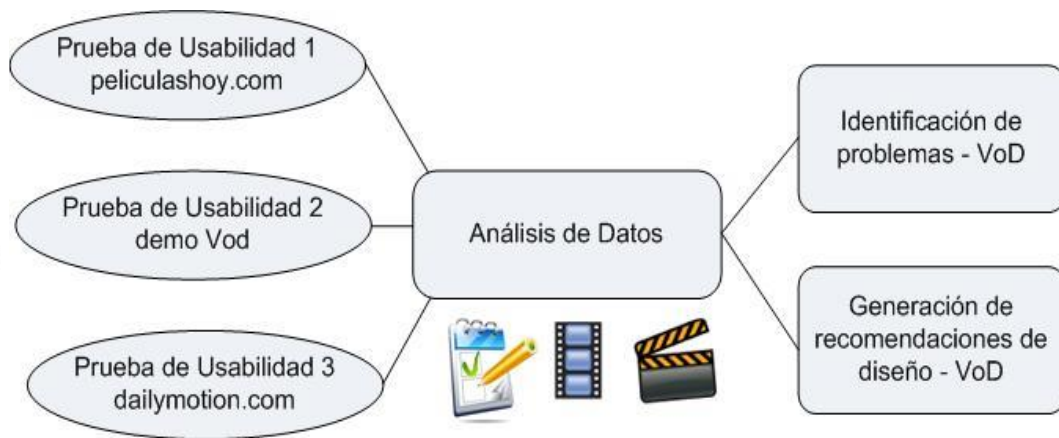 Prueba de Usabilidad 1
peliculashoy.com
Prueba de Usabilidad 2
demo Vod
Prueba de Usabilidad 3
dailymotion.com
Análisis de Datos
Identificación de
problemas - VoD
Generación de
recomendaciones de
diseño - VoD